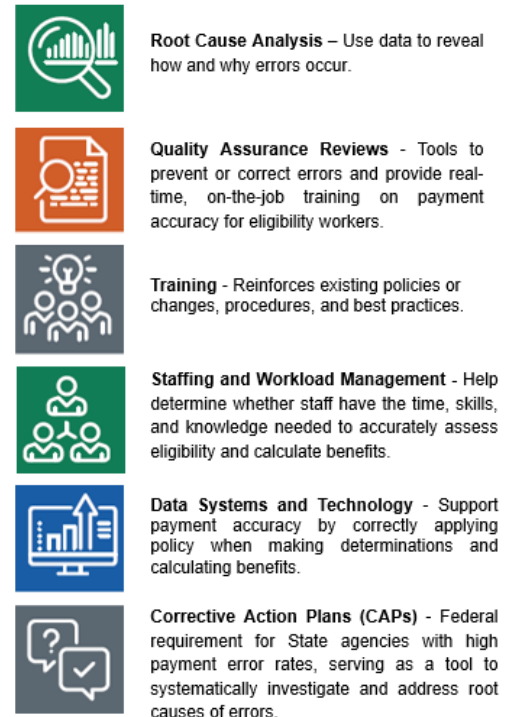 Root Cause Analysis – Use data to reveal
how and why errors occur.
Quality Assurance Reviews - Tools to
prevent or correct errors and provide real-
time, on-the-job training on payment
accuracy for eligibility workers.
Training - Reinforces existing policies or
changes, procedures, and best practices.
Staffing and Workload Management - Help
determine whether staff have the time, skills,
and knowledge needed to accurately assess
eligibility and calculate benefits.
Data Systems and Technology - Support
payment accuracy by correctly applying
policy when making determinations and
calculating benefits.
Corrective Action Plans (CAPs) - Federal
requirement for State agencies with high
payment error rates, serving as a tool to
systematically investigate and address root
causes of errors.